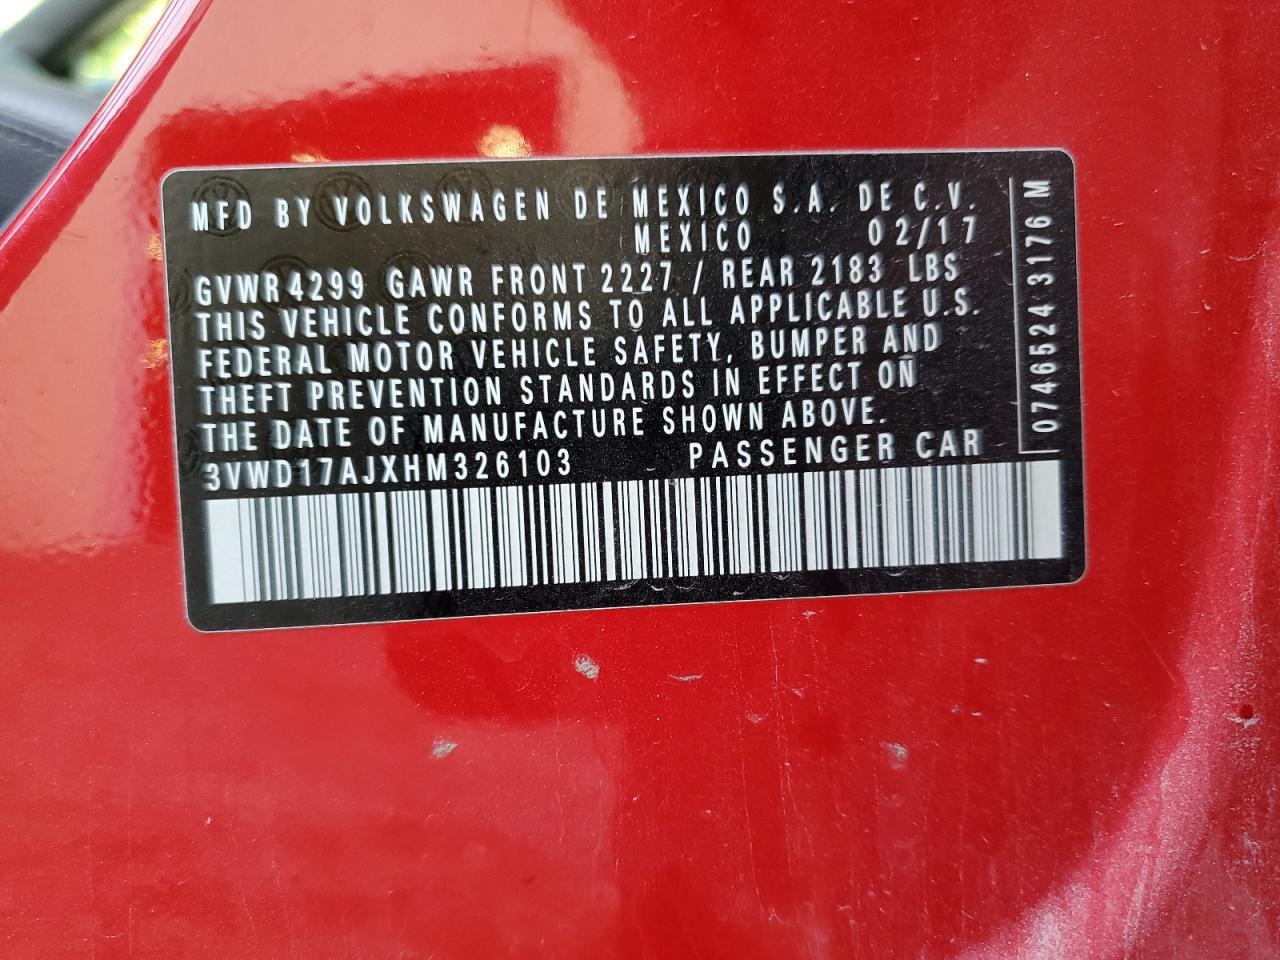 MFD BY VOLKSWAGEN DE MEXICO S.A. DE C.V.
MEXICO 02/17
GVWR 4299 GAWR FRONT 2227 / REAR 2183 LBS
THIS VEHICLE CONFORMS TO ALL APPLICABLE U.S.
FEDERAL MOTOR VEHICLE SAFETY, BUMPER AND
THEFT PREVENTION STANDARDS IN EFFECT ON
THE DATE OF MANUFACTURE SHOWN ABOVE.
3VWD17AJXHM326103 PASSENGER CAR
0746524 3176 M